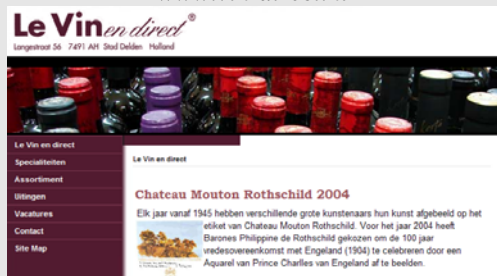 Le Vin en direct®
Langestraat 56 7491 AH Stad Delden Holland
Le Vin en direct
Specialiteiten
Assortiment
Uitingen
Vacatures
Contact
Site Map
Le Vin en direct
Chateau Mouton Rothschild 2004
Elk jaar vanaf 1945 hebben verschillende grote kunstenaars hun kunst afgebeeld op het
etiket van Chateau Mouton Rothschild. Voor het jaar 2004 heeft
Barones Philippine de Rothschild gekozen om de 100 jaar
vredesovereenkomst met Engeland (1904) te celebreren door een
Aquarel van Prince Charlles van Engeland af te beelden.